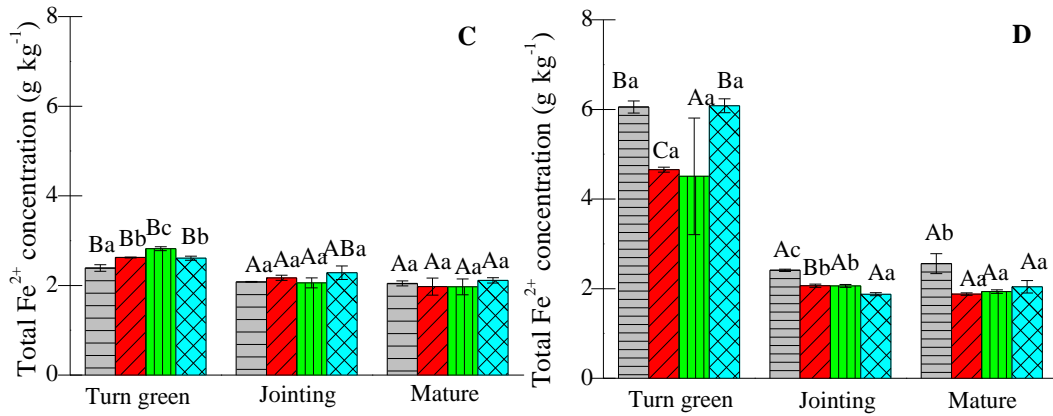 C
Total Fe²⁺ concentration (g kg⁻¹)
8
6
4
2
0
Ba Bb Bc Bb
Aa Aa Aa ABa
Aa Aa Aa Aa
Turn green Jointing Mature
D
Total Fe²⁺ concentration (g kg⁻¹)
8
6
4
2
0
Ba Ca Aa Ba
Ac Bb Ab Aa
Ab Aa Aa Aa
Turn green Jointing Mature